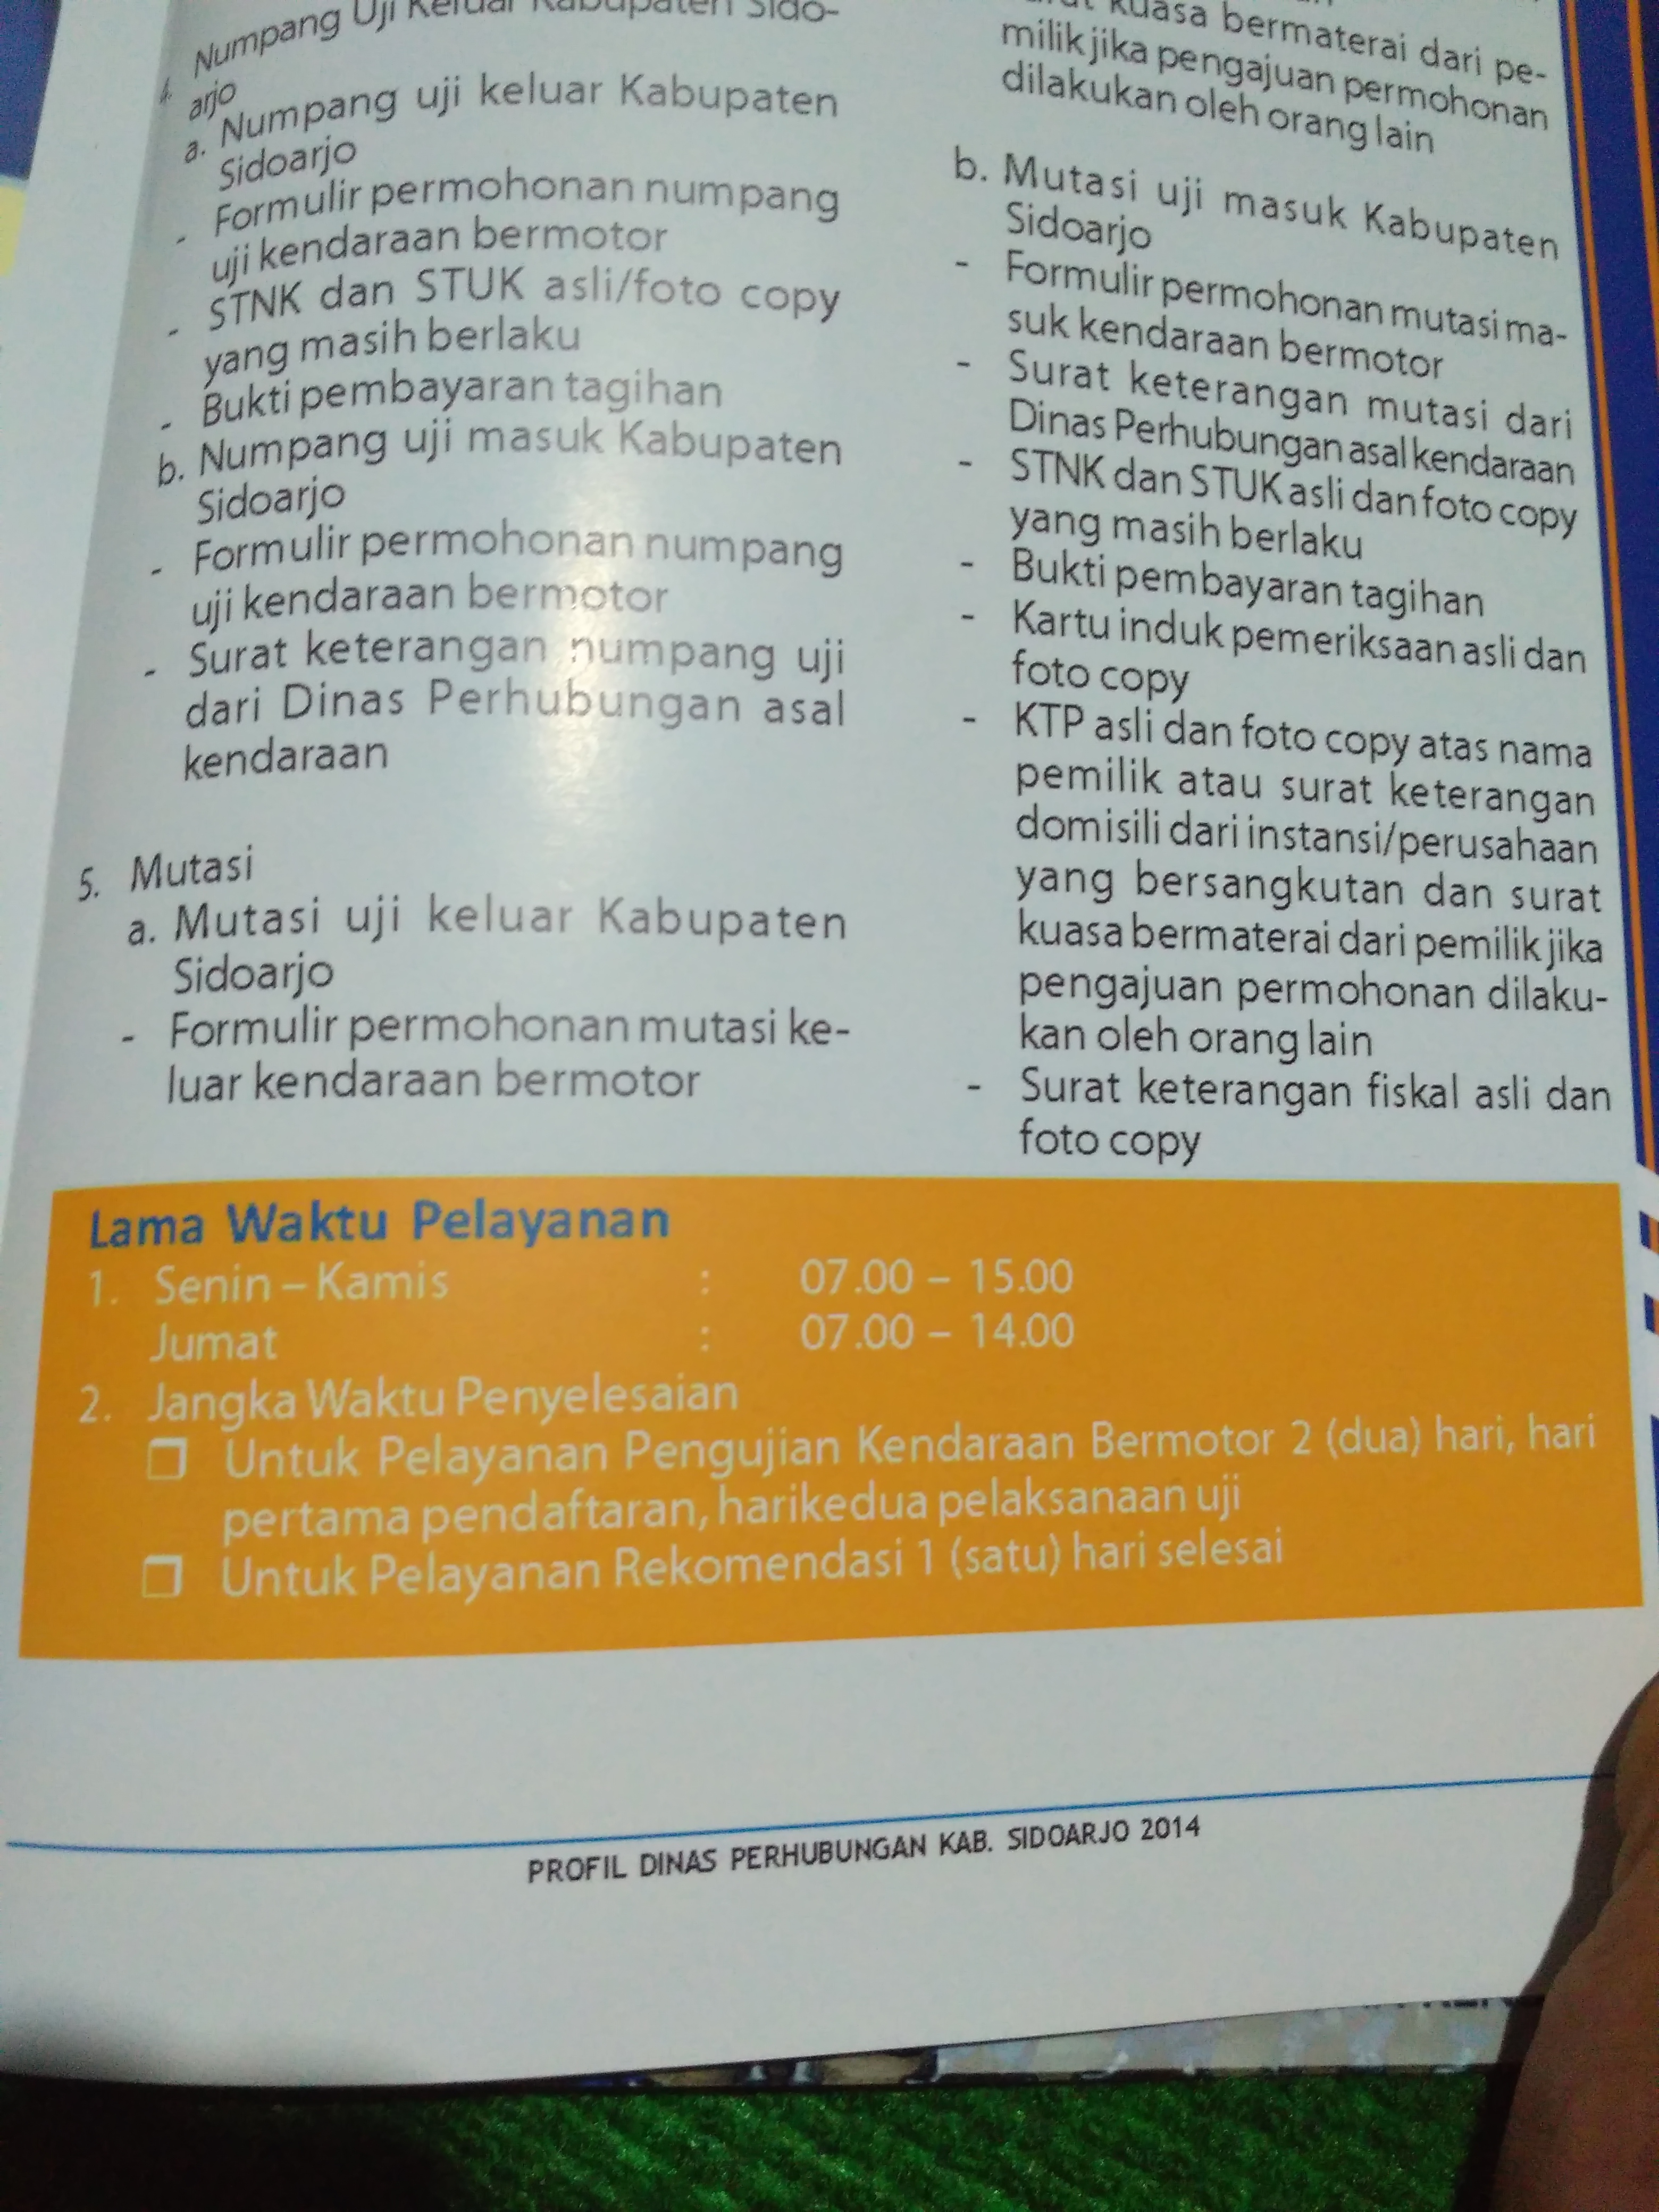 4. Numpang Uji Keluar Kabupaten Sido-
arjo
a. Numpang uji keluar Kabupaten
Sidoarjo
- Formulir permohonan numpang
uji kendaraan bermotor
- STNK dan STUK asli/foto copy
yang masih berlaku
- Bukti pembayaran tagihan
b. Numpang uji masuk Kabupaten
Sidoarjo
- Formulir permohonan numpang
uji kendaraan bermotor
- Surat keterangan numpang uji
dari Dinas Perhubungan asal
kendaraan
5. Mutasi
a. Mutasi uji keluar Kabupaten
Sidoarjo
- Formulir permohonan mutasi ke-
luar kendaraan bermotor
kuasa bermaterai dari pe-
milik jika pengajuan permohonan
dilakukan oleh orang lain
b. Mutasi uji masuk Kabupaten
Sidoarjo
- Formulir permohonan mutasi ma-
suk kendaraan bermotor
- Surat keterangan mutasi dari
Dinas Perhubungan asal kendaraan
- STNK dan STUK asli dan foto copy
yang masih berlaku
- Bukti pembayaran tagihan
- Kartu induk pemeriksaan asli dan
foto copy
- KTP asli dan foto copy atas nama
pemilik atau surat keterangan
domisili dari instansi/perusahaan
yang bersangkutan dan surat
kuasa bermaterai dari pemilik jika
pengajuan permohonan dilaku-
kan oleh orang lain
- Surat keterangan fiskal asli dan
foto copy
Lama Waktu Pelayanan
1. Senin – Kamis : 07.00 – 15.00
Jumat : 07.00 – 14.00
2. Jangka Waktu Penyelesaian
❒ Untuk Pelayanan Pengujian Kendaraan Bermotor 2 (dua) hari, hari
pertama pendaftaran, harikedua pelaksanaan uji
❒ Untuk Pelayanan Rekomendasi 1 (satu) hari selesai
PROFIL DINAS PERHUBUNGAN KAB. SIDOARJO 2014